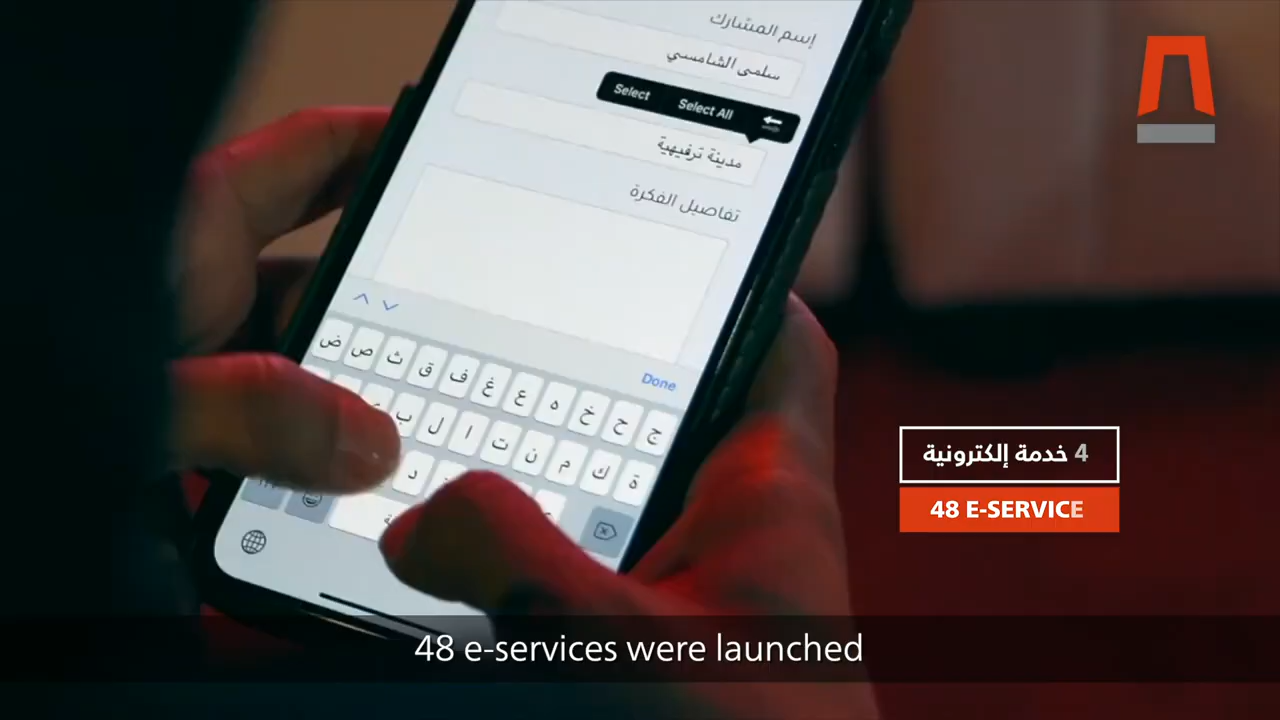 إسم المشارك
سلمى الشامسي
Select
Select All
مدينة ترفيهية
تفاصيل الفكرة
Done
ض ص ث ق ف غ ع ه خ ح ج
ب ل ا ت ن م ك ة
د
4 خدمة إلكترونية
48 E-SERVICE
48 e-services were launched